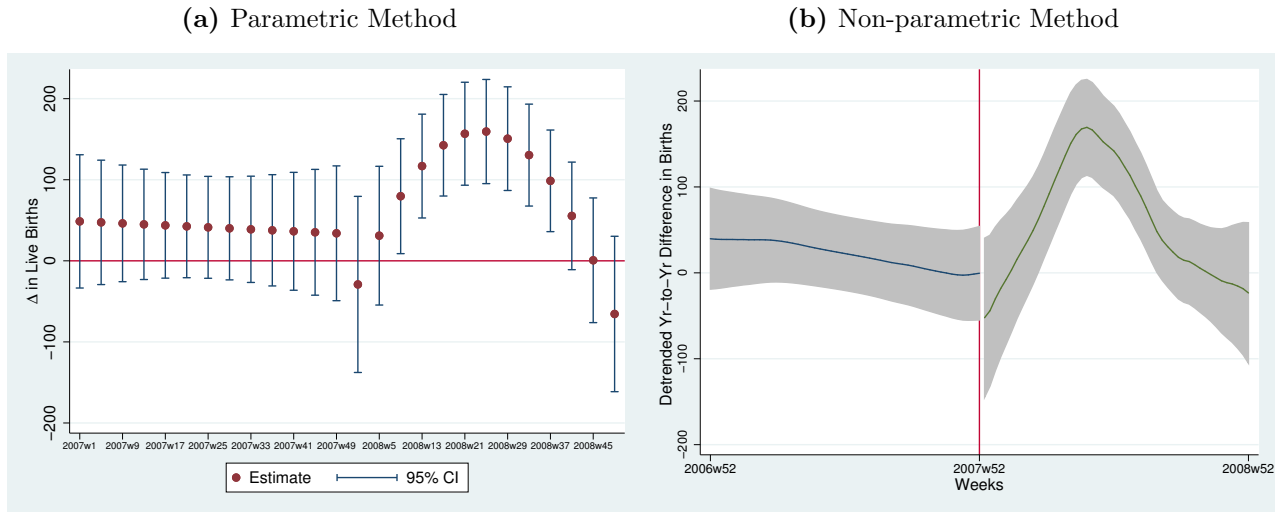 (a) Parametric Method
Δ in Live Births
200
100
0
−100
−200
2007w1 2007w9 2007w17 2007w25 2007w33 2007w41 2007w49 2008w5 2008w13 2008w21 2008w29 2008w37 2008w45
Estimate 95% CI
(b) Non-parametric Method
Detrended Yr−to−Yr Difference in Births
200
100
0
−100
−200
2006w52 2007w52 2008w52
Weeks